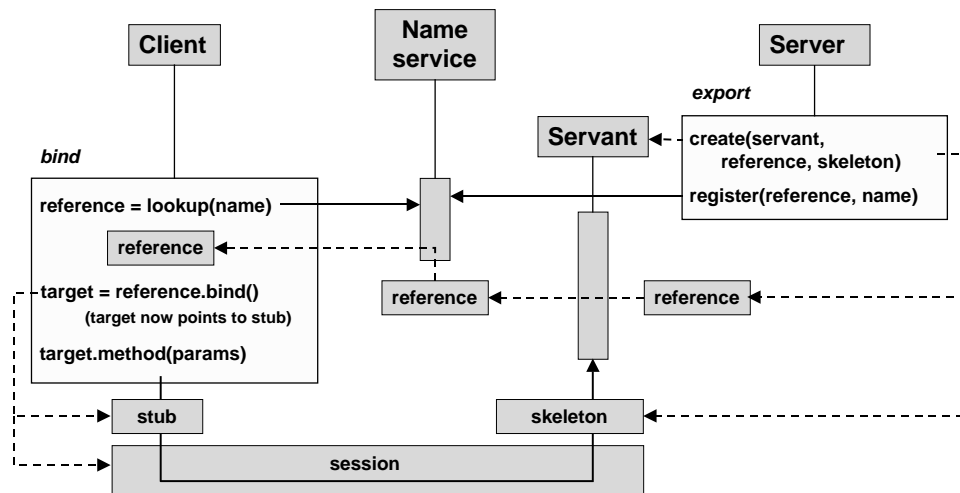 Client
Name
service
Server
export
Servant
create(servant,
reference, skeleton)
register(reference, name)
bind
reference = lookup(name)
reference
reference
reference
target = reference.bind()
(target now points to stub)
target.method(params)
stub
skeleton
session